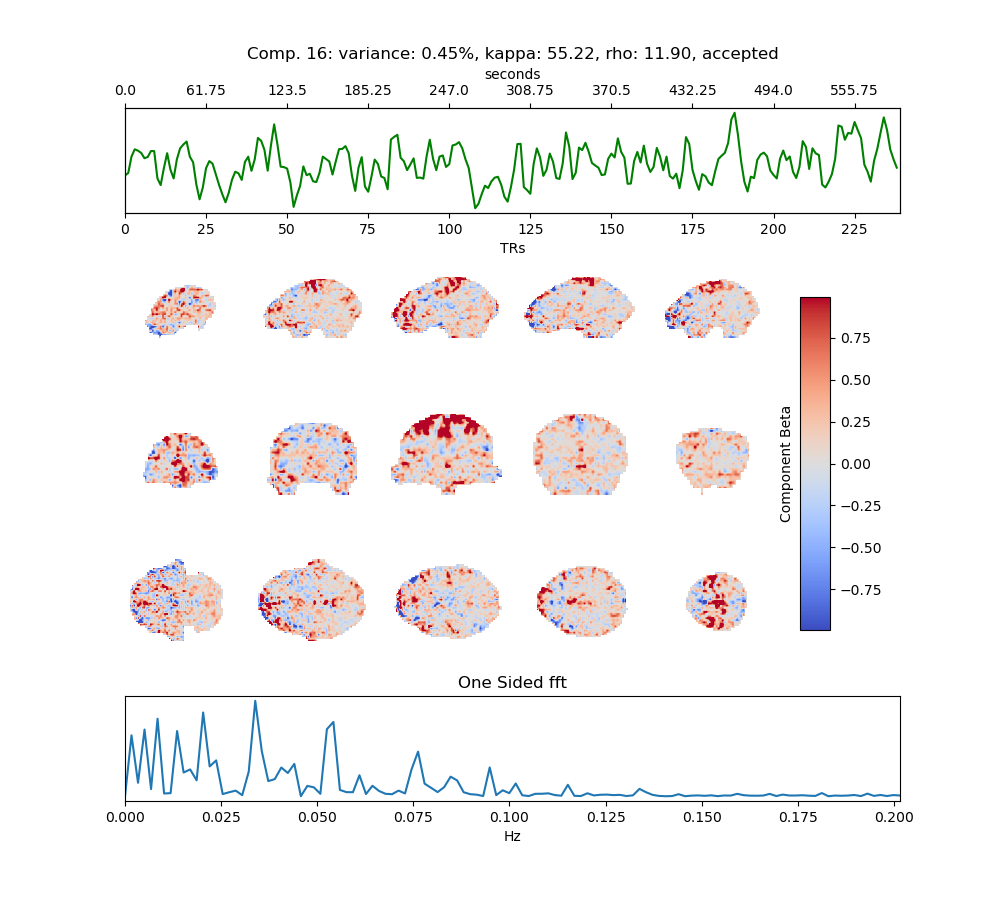 Comp. 16: variance: 0.45%, kappa: 55.22, rho: 11.90, accepted
seconds
0.0 61.75 123.5 185.25 247.0 308.75 370.5 432.25 494.0 555.75
0 25 50 75 100 125 150 175 200 225
TRs
0.75
0.50
0.25
0.00
−0.25
−0.50
−0.75
Component Beta
One Sided fft
0.000 0.025 0.050 0.075 0.100 0.125 0.150 0.175 0.200
Hz